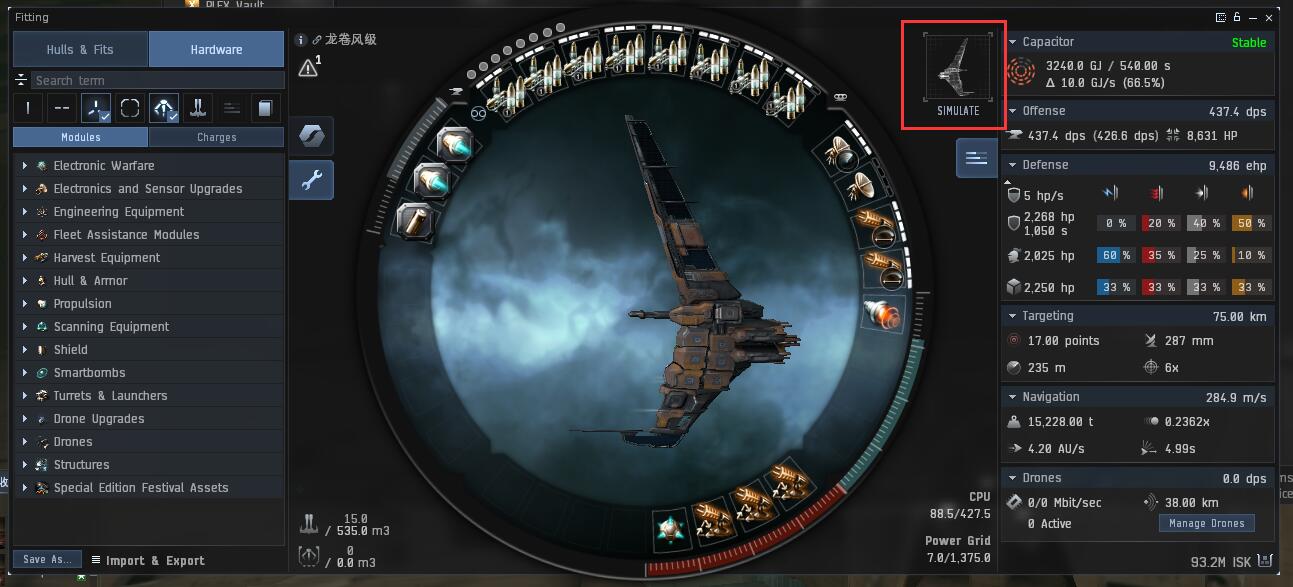 PLEX Vault
Fitting
Hulls & Fits
Hardware
Search term
Modules
Charges
Electronic Warfare
Electronics and Sensor Upgrades
Engineering Equipment
Fleet Assistance Modules
Harvest Equipment
Hull & Armor
Propulsion
Scanning Equipment
Shield
Smartbombs
Turrets & Launchers
Drone Upgrades
Drones
Structures
Special Edition Festival Assets
Save As...
Import & Export
龙卷风级
1
SIMULATE
15.0
/ 535.0 m3
0
/ 0.0 m3
CPU
88.5/427.5
Power Grid
7.0/1,375.0
Capacitor Stable
3240.0 GJ / 540.00 s
Δ 10.0 GJ/s (66.5%)
Offense 437.4 dps
437.4 dps (426.6 dps) 8,631 HP
Defense 9,486 ehp
5 hp/s
2,268 hp
1,050 s
0 % 20 % 40 % 50 %
2,025 hp 60 % 35 % 25 % 10 %
2,250 hp 33 % 33 % 33 % 33 %
Targeting 75.00 km
17.00 points 287 mm
235 m 6x
Navigation 284.9 m/s
15,228.00 t 0.2362x
4.20 AU/s 4.99s
Drones 0.0 dps
0/0 Mbit/sec 38.00 km
0 Active Manage Drones
93.2M ISK